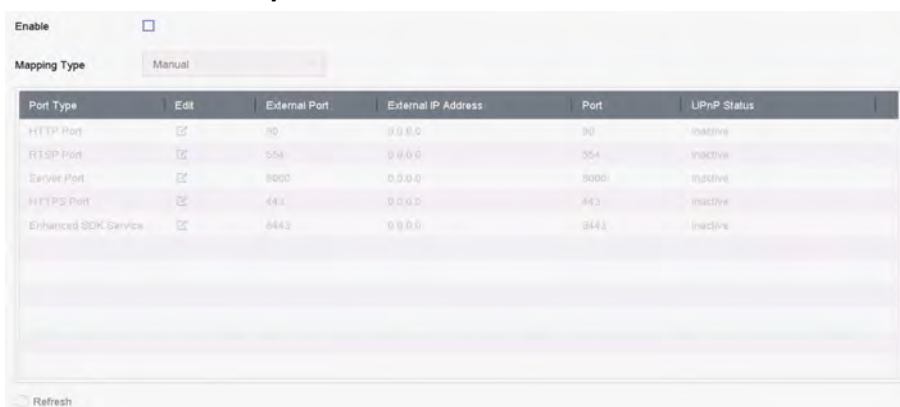 Enable
Mapping Type Manual
Port Type Edit External Port External IP Address Port UPnP Status
HTTP Port 80 0.0.0.0 80 Inactive
RTSP Port 554 0.0.0.0 554 Inactive
Server Port 8000 0.0.0.0 8000 Inactive
HTTPS Port 443 0.0.0.0 443 Inactive
Enhanced SDK Service 8443 0.0.0.0 8443 Inactive
Refresh